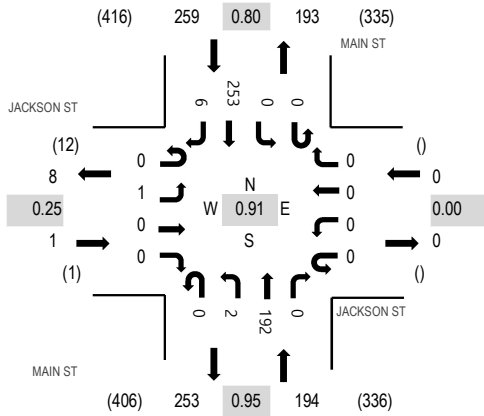 (416) 259 0.80 193 (335)
MAIN ST
JACKSON ST
6 253 0 0
(12) 0 0 ()
8 0
1 N 0
0.25 W 0.91 E 0.00
0 S 0
1 0
0 0
(1) ()
0 2 192 0
JACKSON ST
MAIN ST
(406) 253 0.95 194 (336)